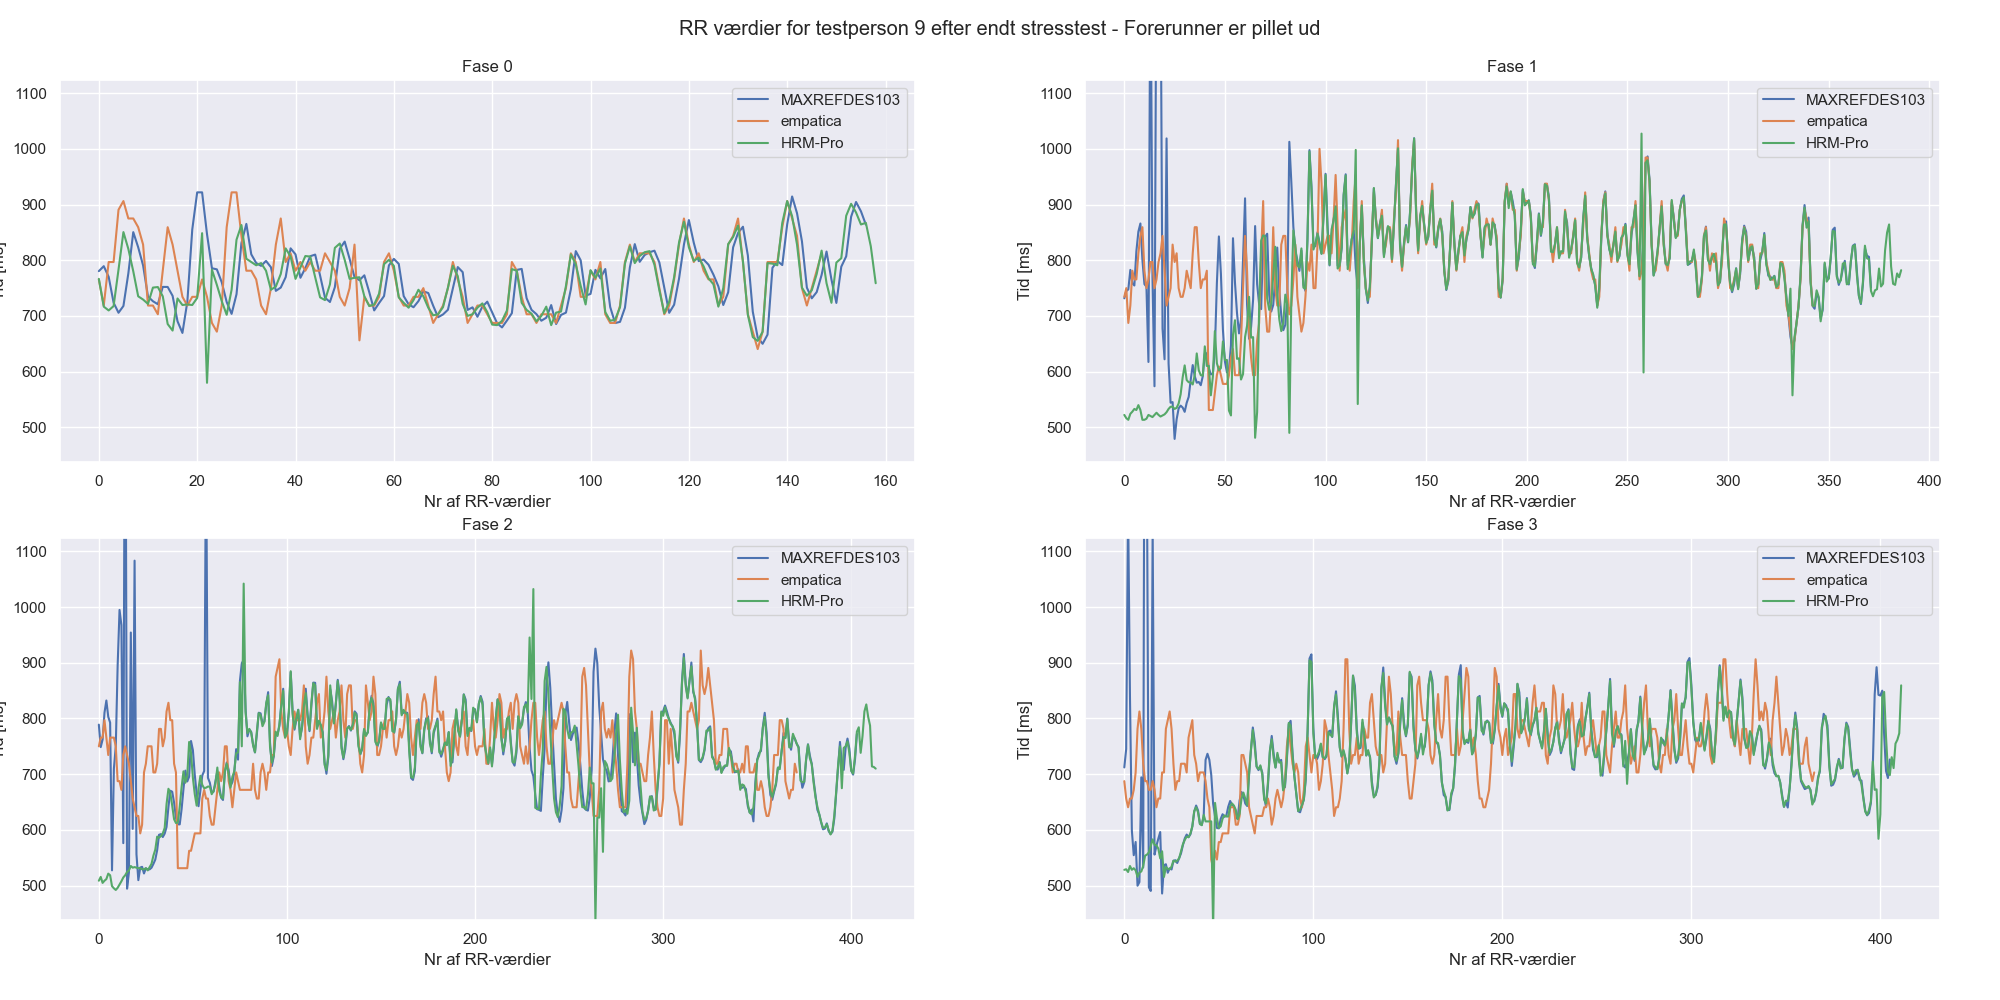 RR værdier for testperson 9 efter endt stresstest - Forerunner er pillet ud
Fase 0
1100
1000
900
800
700
600
500
0 20 40 60 80 100 120 140 160
Nr af RR-værdier
MAXREFDES103
empatica
HRM-Pro
Fase 1
Tid [ms]
1100
1000
900
800
700
600
500
0 50 100 150 200 250 300 350 400
Nr af RR-værdier
MAXREFDES103
empatica
HRM-Pro
Fase 2
1100
1000
900
800
700
600
500
0 100 200 300 400
Nr af RR-værdier
MAXREFDES103
empatica
HRM-Pro
Fase 3
Tid [ms]
1100
1000
900
800
700
600
500
0 100 200 300 400
Nr af RR-værdier
MAXREFDES103
empatica
HRM-Pro